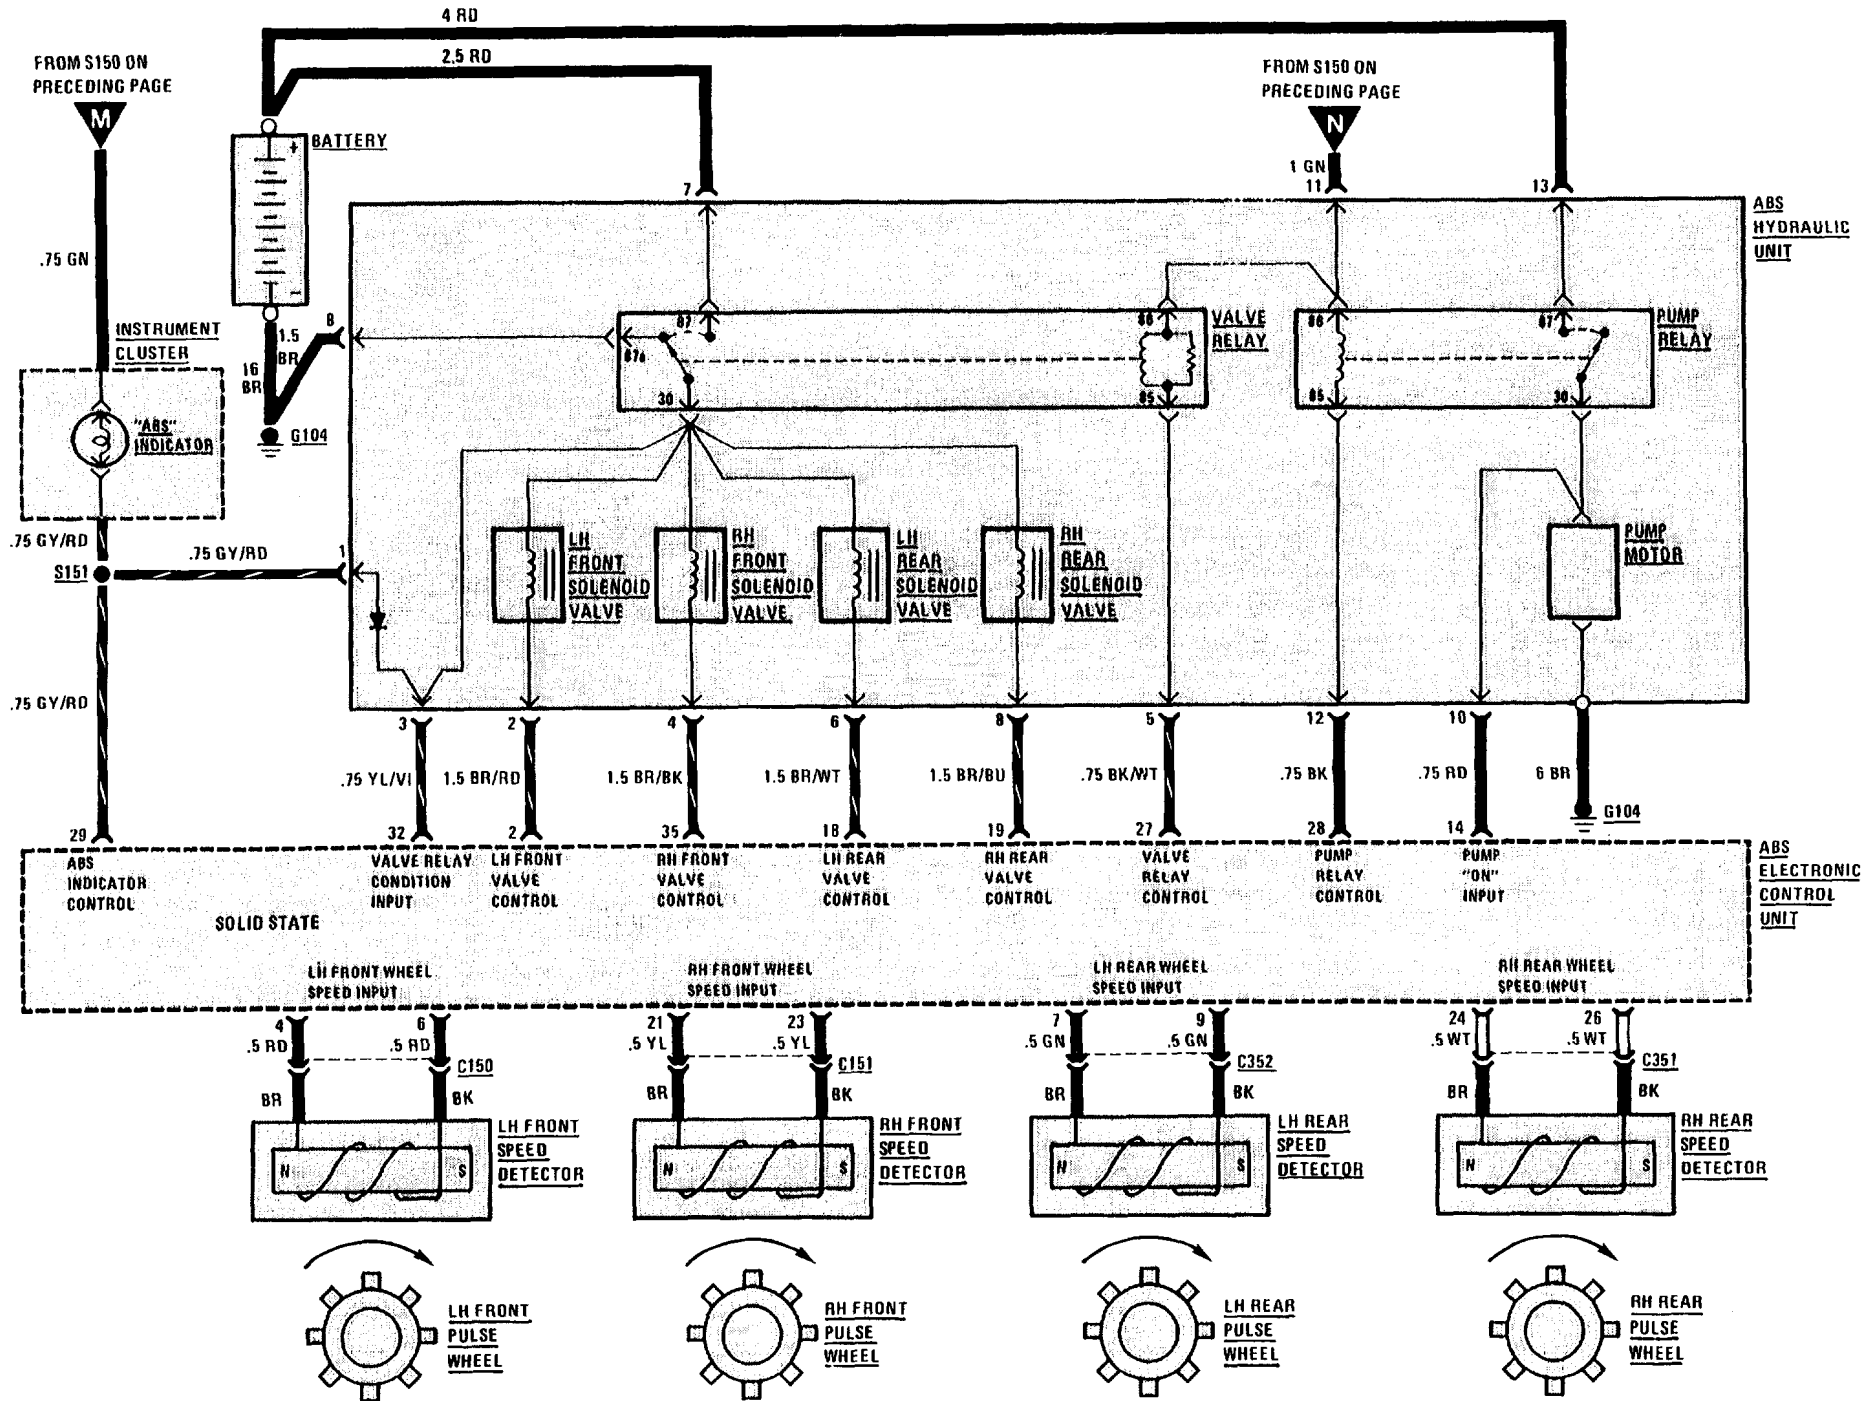 4 RD
2.5 RD
FROM S150 ON
PRECEDING PAGE
M
FROM S150 ON
PRECEDING PAGE
N
1 GN
+
BATTERY
-
7
11
13
ABS
HYDRAULIC
UNIT
.75 GN
INSTRUMENT
CLUSTER
"ABS"
INDICATOR
1.5
BR
16
BR
G104
87
87a
30
86
85
VALVE
RELAY
86
85
87
30
PUMP
RELAY
.75 GY/RD
S151
.75 GY/RD
1
LH
FRONT
SOLENOID
VALVE
RH
FRONT
SOLENOID
VALVE
LH
REAR
SOLENOID
VALVE
RH
REAR
SOLENOID
VALVE
PUMP
MOTOR
.75 GY/RD
3
2
4
6
8
5
12
10
.75 YL/VI
1.5 BR/RD
1.5 BR/BK
1.5 BR/WT
1.5 BR/BU
.75 BK/WT
.75 BK
.75 RD
6 BR
G104
29
32
2
35
18
19
27
28
14
ABS
INDICATOR
CONTROL
VALVE RELAY
CONDITION
INPUT
LH FRONT
VALVE
CONTROL
RH FRONT
VALVE
CONTROL
LH REAR
VALVE
CONTROL
RH REAR
VALVE
CONTROL
VALVE
RELAY
CONTROL
PUMP
RELAY
CONTROL
PUMP
"ON"
INPUT
ABS
ELECTRONIC
CONTROL
UNIT
SOLID STATE
LH FRONT WHEEL
SPEED INPUT
RH FRONT WHEEL
SPEED INPUT
LH REAR WHEEL
SPEED INPUT
RH REAR WHEEL
SPEED INPUT
4
6
21
23
7
9
24
26
.5 RD
.5 RD
.5 YL
.5 YL
.5 GN
.5 GN
.5 WT
.5 WT
C150
C151
C352
C351
BR
BK
BR
BK
BR
BK
BR
BK
N
S
LH FRONT
SPEED
DETECTOR
N
S
RH FRONT
SPEED
DETECTOR
N
S
LH REAR
SPEED
DETECTOR
N
S
RH REAR
SPEED
DETECTOR
LH FRONT
PULSE
WHEEL
RH FRONT
PULSE
WHEEL
LH REAR
PULSE
WHEEL
RH REAR
PULSE
WHEEL